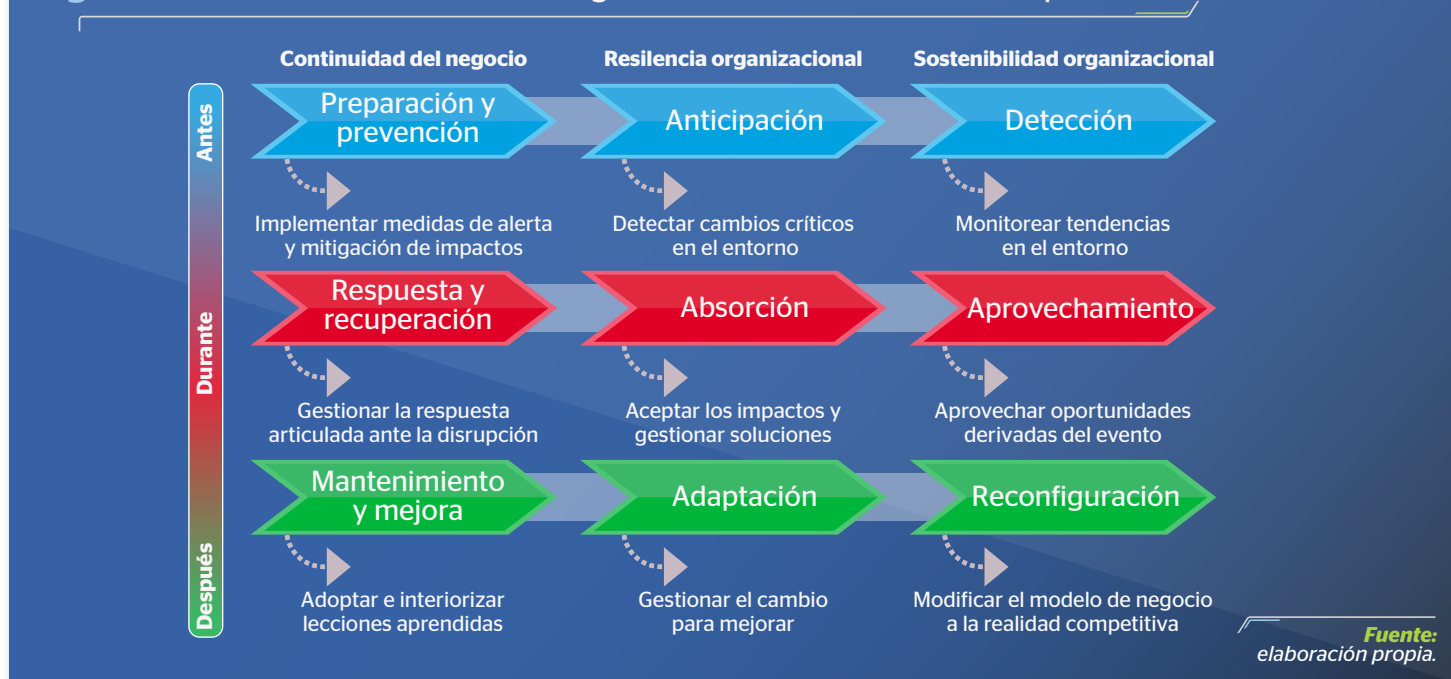 Continuidad del negocio
Resilencia organizacional
Sostenibilidad organizacional
Antes
Preparación y
prevención
Anticipación
Detección
Implementar medidas de alerta
y mitigación de impactos
Detectar cambios críticos
en el entorno
Monitorear tendencias
en el entorno
Durante
Respuesta y
recuperación
Absorción
Aprovechamiento
Gestionar la respuesta
articulada ante la disrupción
Aceptar los impactos y
gestionar soluciones
Aprovechar oportunidades
derivadas del evento
Después
Mantenimiento
y mejora
Adaptación
Reconfiguración
Adoptar e interiorizar
lecciones aprendidas
Gestionar el cambio
para mejorar
Modificar el modelo de negocio
a la realidad competitiva
Fuente:
elaboración propia.